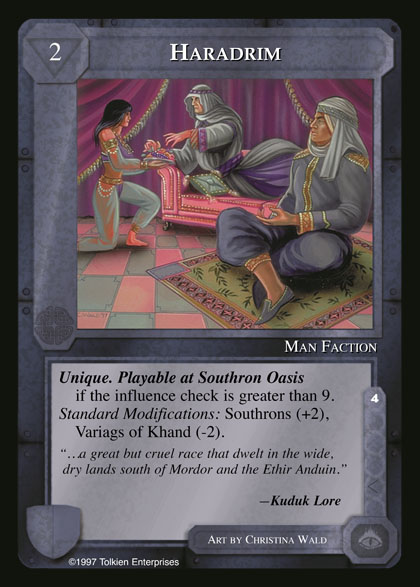 2
HARADRIM
MAN FACTION
Unique. Playable at Southron Oasis
if the influence check is greater than 9.
Standard Modifications: Southrons (+2),
Variags of Khand (-2).
4
“…a great but cruel race that dwelt in the wide,
dry lands south of Mordor and the Ethir Anduin.”
—Kuduk Lore
ART BY CHRISTINA WALD
©1997 Tolkien Enterprises